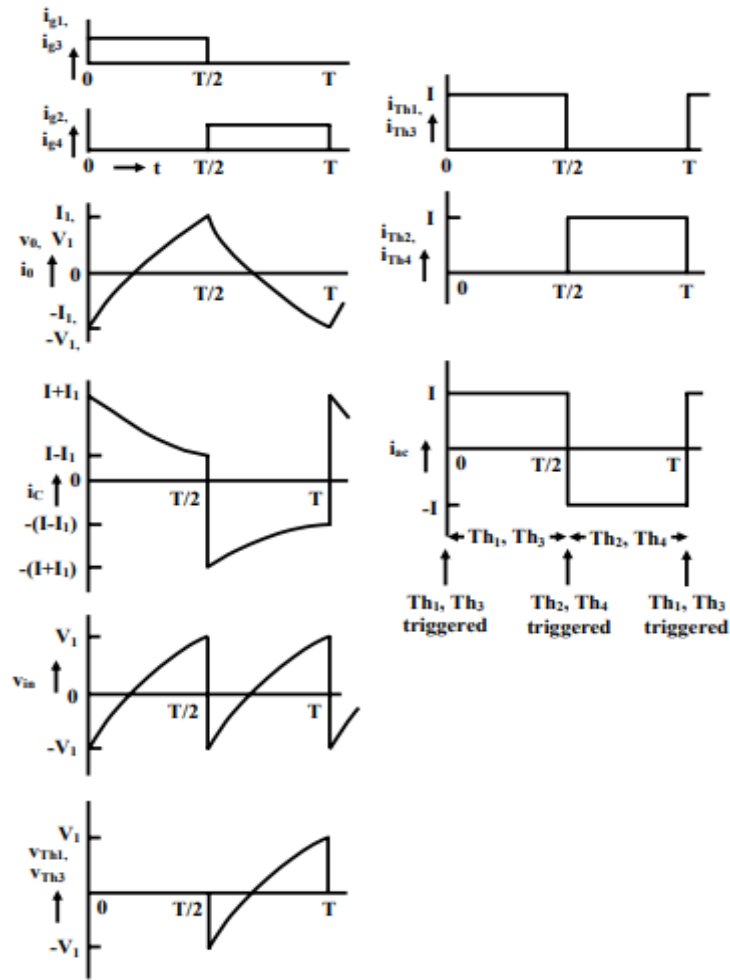 ig1,
ig3
0 T/2 T
ig2,
ig4
0 t T/2 T
I1,
v0, V1
i0 0
T/2 T
-I1,
-V1,
I+I1
I-I1
0
iC T/2 T
-(I-I1)
-(I+I1)
V1
vin 0
T/2 T
-V1
V1
vTh1,
vTh3
0 T/2 T
-V1
I
iTh1,
iTh3
0 T/2 T
I
iTh2,
iTh4
0 T/2 T
I
iac
0 T/2 T
-I
Th1, Th3 Th2, Th4
Th1, Th3 Th2, Th4 Th1, Th3
triggered triggered triggered